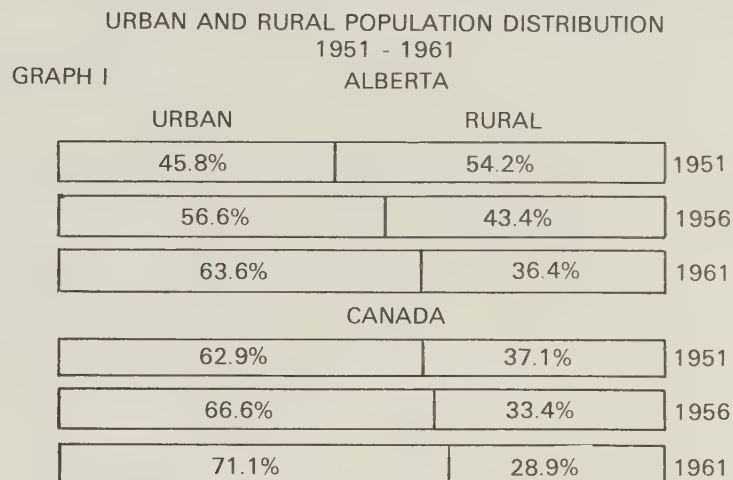 URBAN AND RURAL POPULATION DISTRIBUTION
1951 - 1961
GRAPH I ALBERTA
URBAN RURAL
45.8% 54.2% 1951
56.6% 43.4% 1956
63.6% 36.4% 1961
CANADA
62.9% 37.1% 1951
66.6% 33.4% 1956
71.1% 28.9% 1961